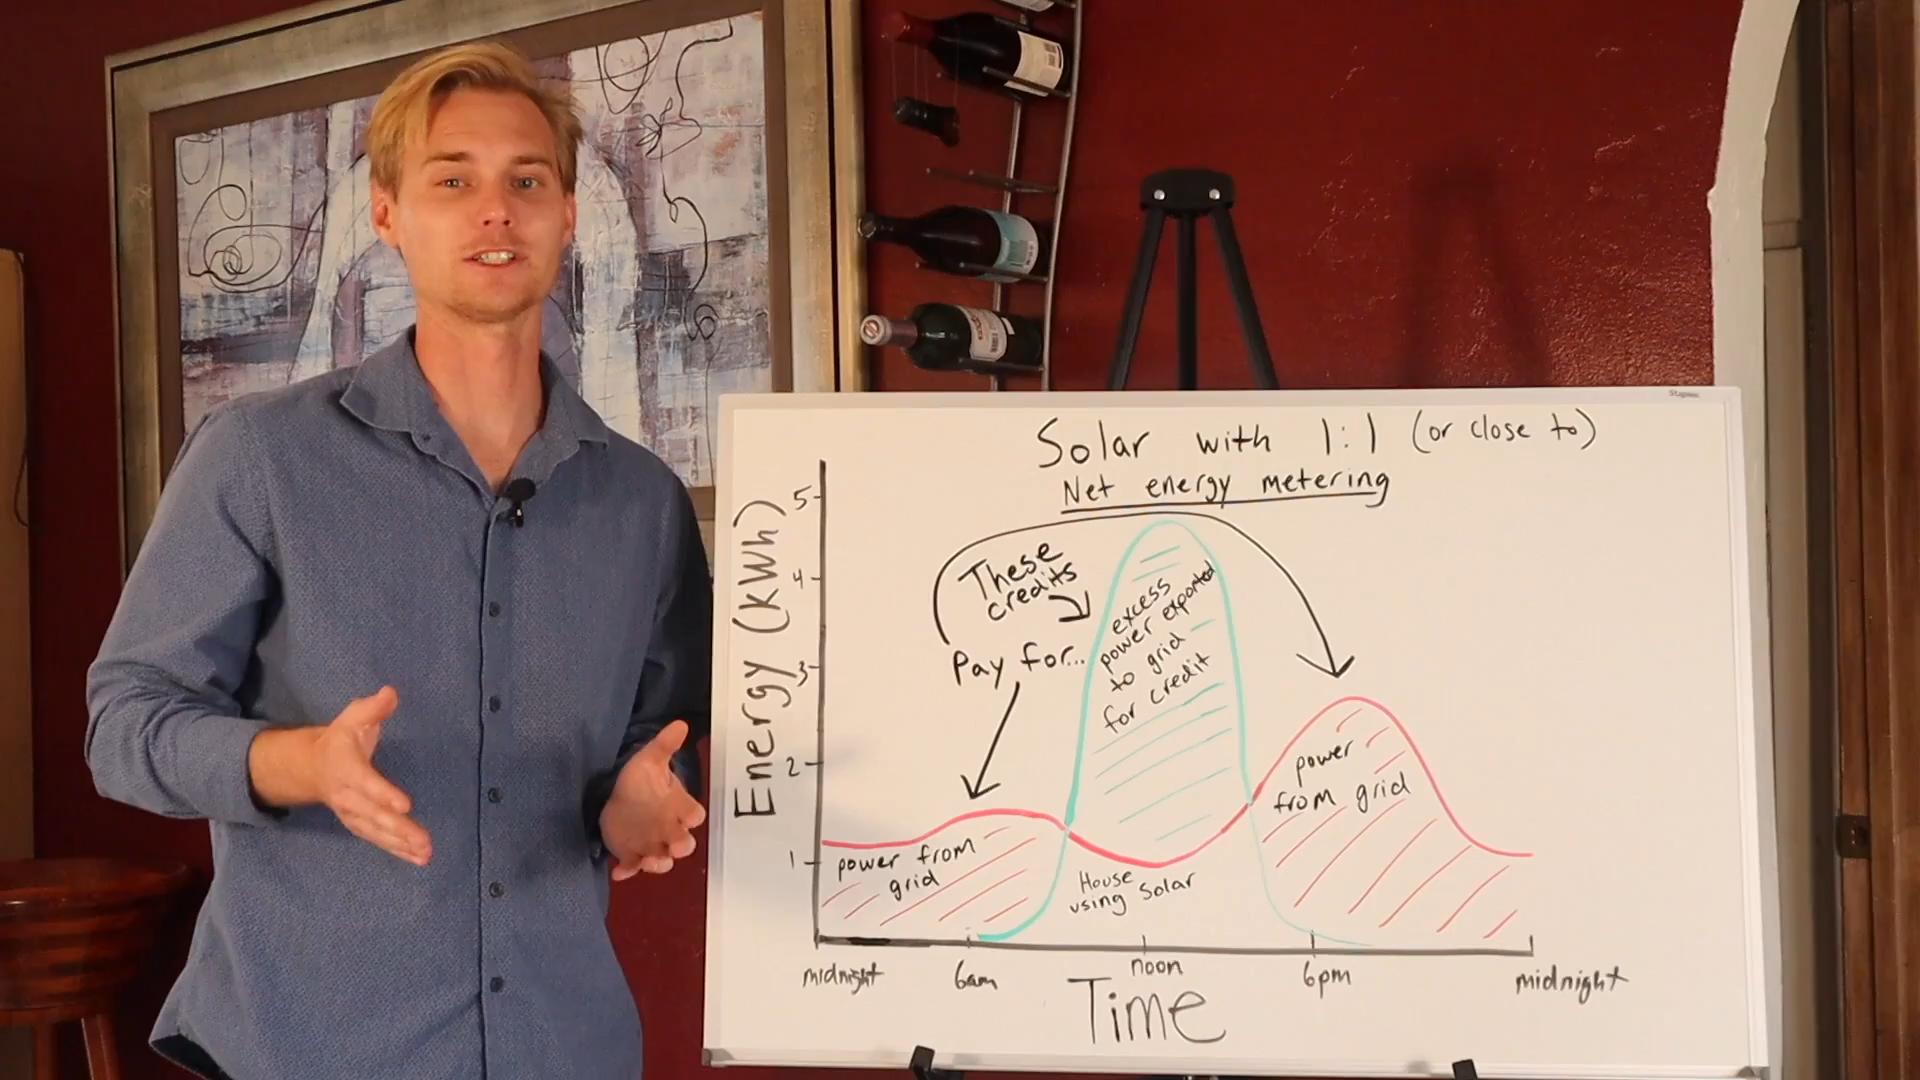 Staples
Solar with 1:1 (or close to)
Net energy metering
Energy (kWh)
5
4
3
2
1
These
credits
Pay for...
excess
power exported
to grid
for credit
power from
grid
House
using solar
power
from grid
midnight
6am
noon
6pm
midnight
Time